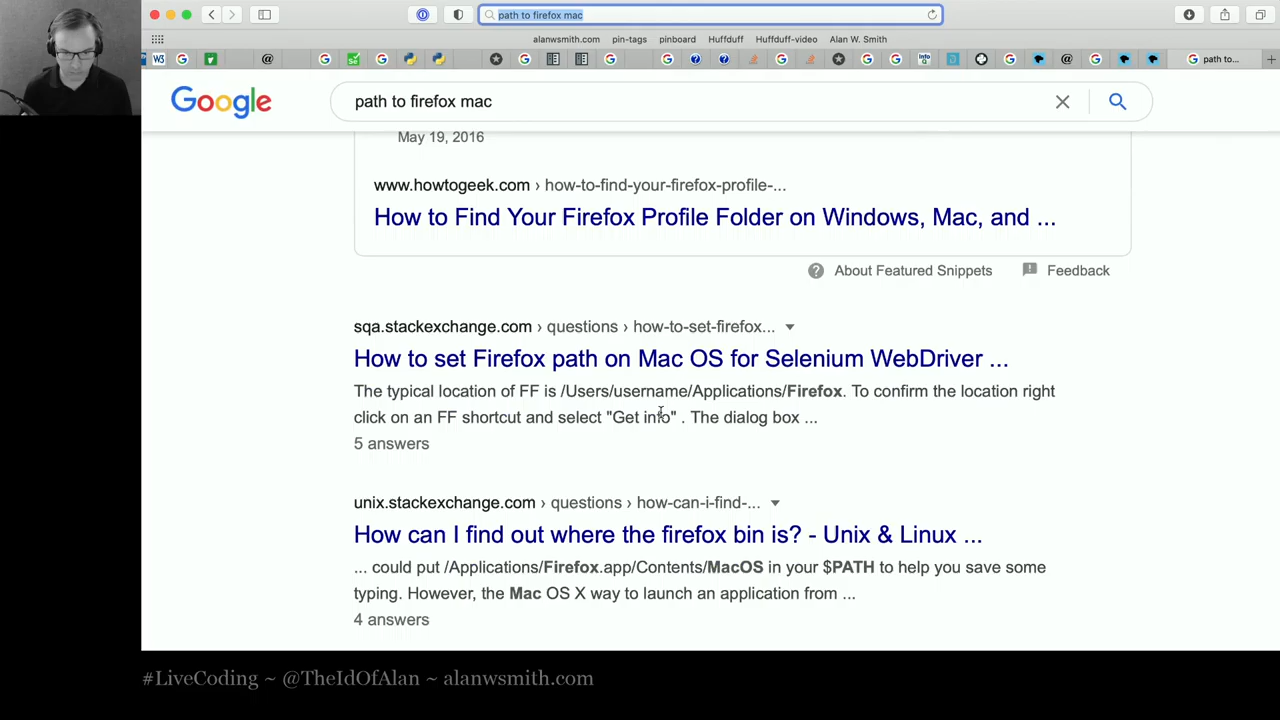 path to firefox mac
alanwsmith.com pin-tags pinboard Huffduff Huffduff-video Alan W. Smith
path to...
Google
path to firefox mac
May 19, 2016
www.howtogeek.com › how-to-find-your-firefox-profile-...
How to Find Your Firefox Profile Folder on Windows, Mac, and ...
About Featured Snippets Feedback
sqa.stackexchange.com › questions › how-to-set-firefox...
How to set Firefox path on Mac OS for Selenium WebDriver ...
The typical location of FF is /Users/username/Applications/Firefox. To confirm the location right
click on an FF shortcut and select "Get info" . The dialog box ...
5 answers
unix.stackexchange.com › questions › how-can-i-find-...
How can I find out where the firefox bin is? - Unix & Linux ...
... could put /Applications/Firefox.app/Contents/MacOS in your $PATH to help you save some
typing. However, the Mac OS X way to launch an application from ...
4 answers
#LiveCoding ~ @TheIdOfAlan ~ alanwsmith.com